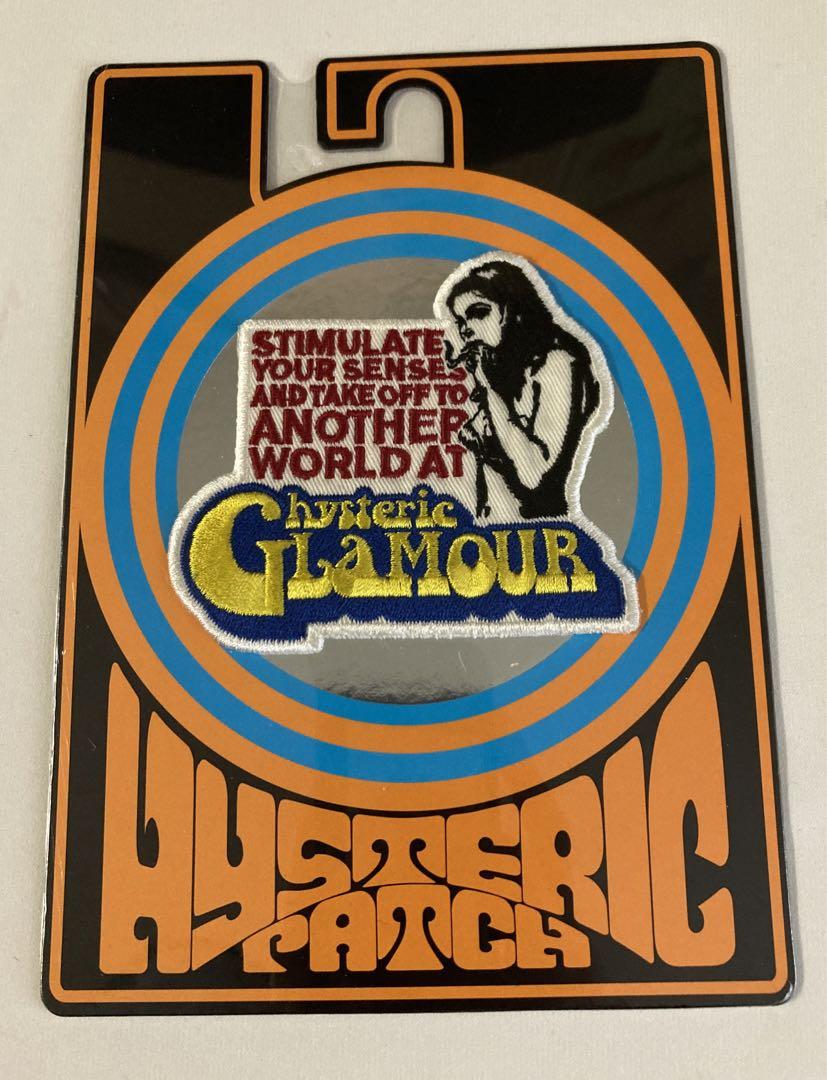 STIMULATE
YOUR SENSES
AND TAKE OFF TO
ANOTHER
WORLD AT
hysteric
GLaMOUR
HYSTERIC
PATCH